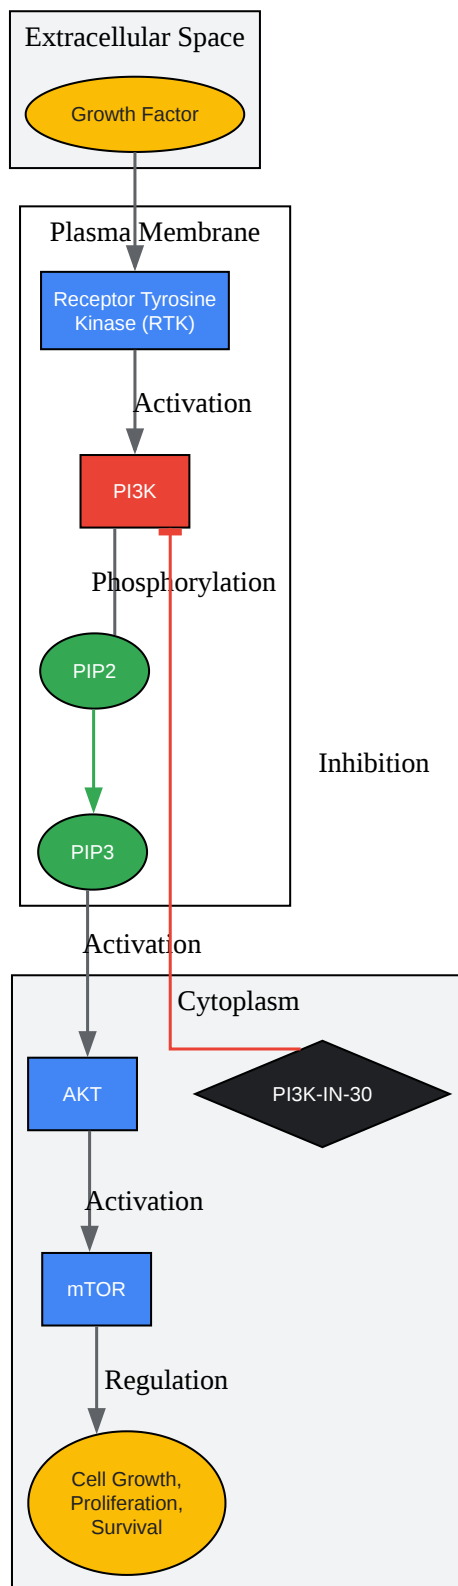 Extracellular Space
Growth Factor
Plasma Membrane
Receptor Tyrosine
Kinase (RTK)
Activation
PI3K
Phosphorylation
PIP2
Inhibition
PIP3
Activation
Cytoplasm
AKT
PI3K-IN-30
Activation
mTOR
Regulation
Cell Growth,
Proliferation,
Survival